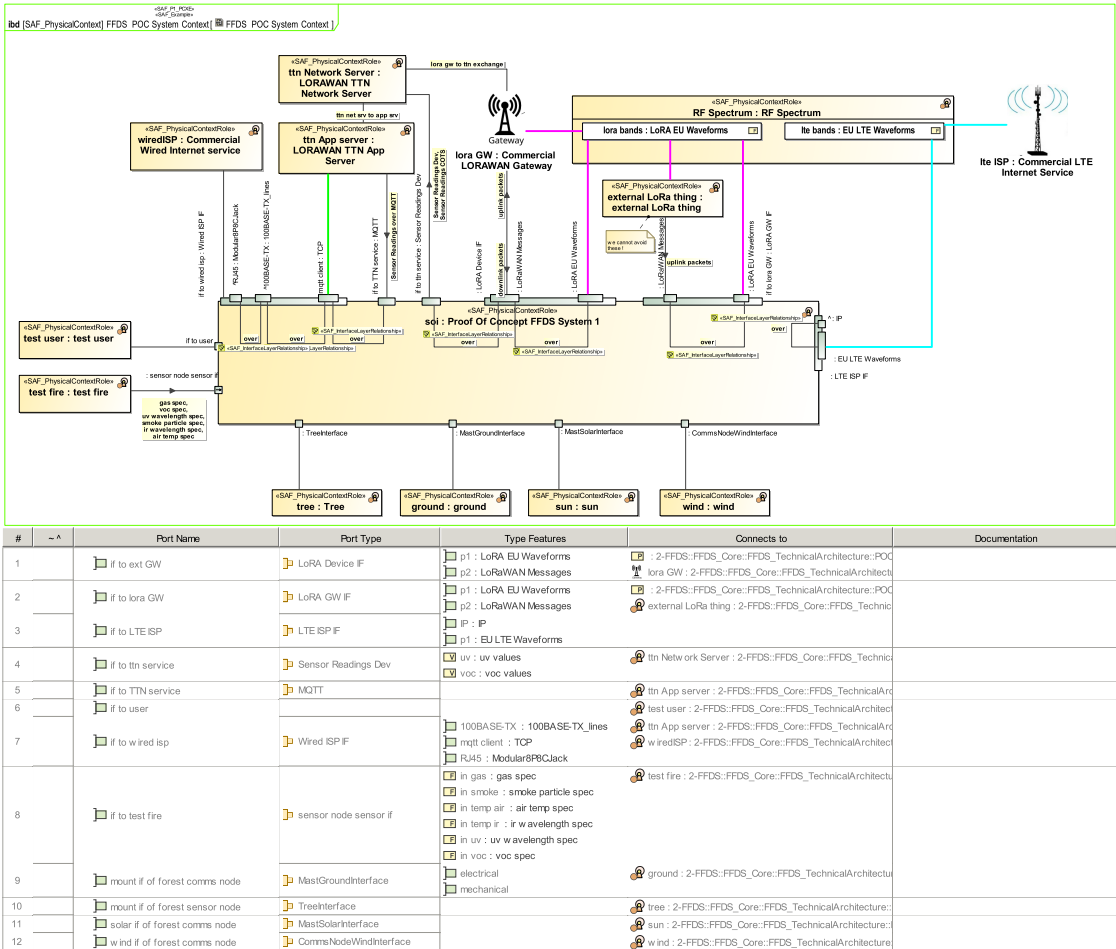 «SAF_P1_PCXE»
«SAF_Example»
ibd [SAF_PhysicalContext] FFDS POC System Context[ FFDS POC System Context ]
«SAF_PhysicalContextRole»
ttn Network Server :
LORAWAN TTN
Network Server
lora gw to ttn exchange
ttn net srv to app srv
«SAF_PhysicalContextRole»
wiredISP : Commercial
Wired Internet service
«SAF_PhysicalContextRole»
ttn App server :
LORAWAN TTN App
Server
Gateway
lora GW : Commercial
LORAWAN Gateway
«SAF_PhysicalContextRole»
RF Spectrum : RF Spectrum
lora bands : LoRA EU Waveforms
lte bands : EU LTE Waveforms
lte ISP : Commercial LTE
Internet Service
«SAF_PhysicalContextRole»
external LoRa thing :
external LoRa thing
we cannot avoid
these !
if to wired isp : Wired ISP IF
^RJ45 : Modular8P8CJack
^100BASE-TX : 100BASE-TX_lines
mqtt client : TCP
if to TTN service : MQTT
Sensor Readings over MQTT
if to ttn service : Sensor Readings Dev
Sensor Readings Dev,
Sensor Readings COTS
: LoRA Device IF
uplink packets
downlink packets
: LoRaWAN Messages
: LoRA EU Waveforms
: LoRaWAN Messages
uplink packets
: LoRA EU Waveforms
if to lora GW : LoRA GW IF
over
«SAF_PhysicalContextRole»
soi : Proof Of Concept FFDS System 1
«SAF_InterfaceLayerRelationship»
«SAF_InterfaceLayerRelationship»
«SAF_InterfaceLayerRelationship»
over
over
over
over
over
«SAF_InterfaceLayerRelationship»
LayerRelationship»
«SAF_InterfaceLayerRelationship»
«SAF_InterfaceLayerRelationship»
^ : IP
: EU LTE Waveforms
: LTE ISP IF
«SAF_PhysicalContextRole»
test user : test user
if to user
: sensor node sensor if
«SAF_PhysicalContextRole»
test fire : test fire
gas spec,
voc spec,
uv wavelength spec,
smoke particle spec,
ir wavelength spec,
air temp spec
: TreeInterface
: MastGroundInterface
: MastSolarInterface
: CommsNodeWindInterface
«SAF_PhysicalContextRole»
tree : Tree
«SAF_PhysicalContextRole»
ground : ground
«SAF_PhysicalContextRole»
sun : sun
«SAF_PhysicalContextRole»
wind : wind
# ~ ^ Port Name Port Type Type Features Connects to Documentation
1 if to ext GW LoRA Device IF p1 : LoRA EU Waveforms : 2-FFDS::FFDS_Core::FFDS_TechnicalArchitecture::POC
p2 : LoRaWAN Messages lora GW : 2-FFDS::FFDS_Core::FFDS_TechnicalArchitectu
2 if to lora GW LoRA GW IF p1 : LoRA EU Waveforms : 2-FFDS::FFDS_Core::FFDS_TechnicalArchitecture::POC
p2 : LoRaWAN Messages external LoRa thing : 2-FFDS::FFDS_Core::FFDS_Technic
3 if to LTE ISP LTE ISP IF IP : IP
p1 : EU LTE Waveforms
4 if to ttn service Sensor Readings Dev uv : uv values ttn Network Server : 2-FFDS::FFDS_Core::FFDS_Technica
voc : voc values
5 if to TTN service MQTT ttn App server : 2-FFDS::FFDS_Core::FFDS_TechnicalArc
6 if to user test user : 2-FFDS::FFDS_Core::FFDS_TechnicalArchitect
7 if to wired isp Wired ISP IF 100BASE-TX : 100BASE-TX_lines ttn App server : 2-FFDS::FFDS_Core::FFDS_TechnicalArc
mqtt client : TCP wiredISP : 2-FFDS::FFDS_Core::FFDS_TechnicalArchitect
RJ45 : Modular8P8CJack
8 if to test fire sensor node sensor if in gas : gas spec test fire : 2-FFDS::FFDS_Core::FFDS_TechnicalArchitectu
in smoke : smoke particle spec
in temp air : air temp spec
in temp ir : ir wavelength spec
in uv : uv wavelength spec
in voc : voc spec
9 mount if of forest comms node MastGroundInterface electrical ground : 2-FFDS::FFDS_Core::FFDS_TechnicalArchitectu
mechanical
10 mount if of forest sensor node TreeInterface tree : 2-FFDS::FFDS_Core::FFDS_TechnicalArchitecture::
11 solar if of forest comms node MastSolarInterface sun : 2-FFDS::FFDS_Core::FFDS_TechnicalArchitecture::
12 wind if of forest comms node CommsNodeWindInterface wind : 2-FFDS::FFDS_Core::FFDS_TechnicalArchitecture::